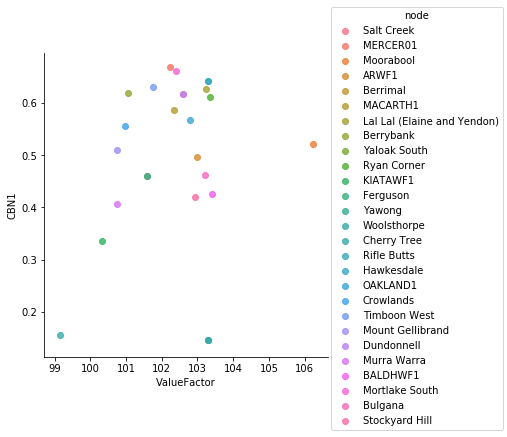 node
Salt Creek
MERCER01
Moorabool
ARWF1
Berrimal
MACARTH1
Lal Lal (Elaine and Yendon)
Berrybank
Yaloak South
Ryan Corner
KIATAWF1
Ferguson
Yawong
Woolsthorpe
Cherry Tree
Rifle Butts
Hawkesdale
OAKLAND1
Crowlands
Timboon West
Mount Gellibrand
Dundonnell
Murra Warra
BALDHWF1
Mortlake South
Bulgana
Stockyard Hill
CBN1
0.6
0.5
0.4
0.3
0.2
99 100 101 102 103 104 105 106
ValueFactor